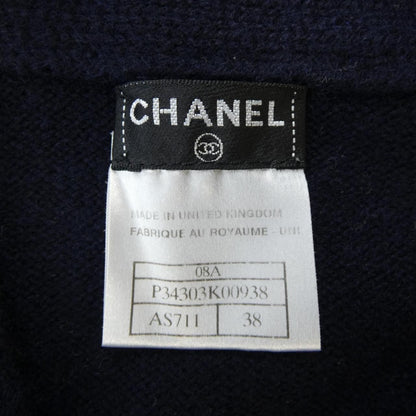 CHANEL
MADE IN UNITED KINGDOM
FABRIQUE AU ROYAUME - UNI
08A
P34303K00938
AS711 38